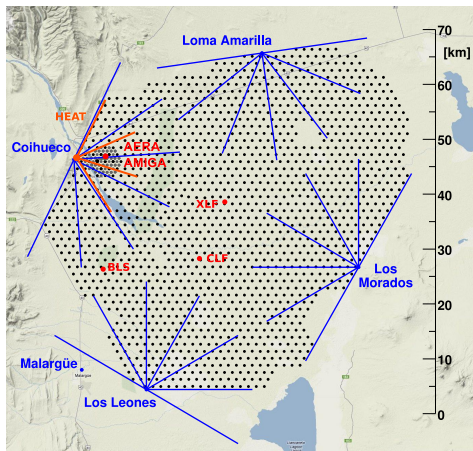 70
Loma Amarilla
[km]
60
HEAT
50
Coihueco
AERA
AMIGA
40
XLF
30
CLF
BLS
Los
Morados
20
10
Malargüe
Malargüe
Los Leones
0